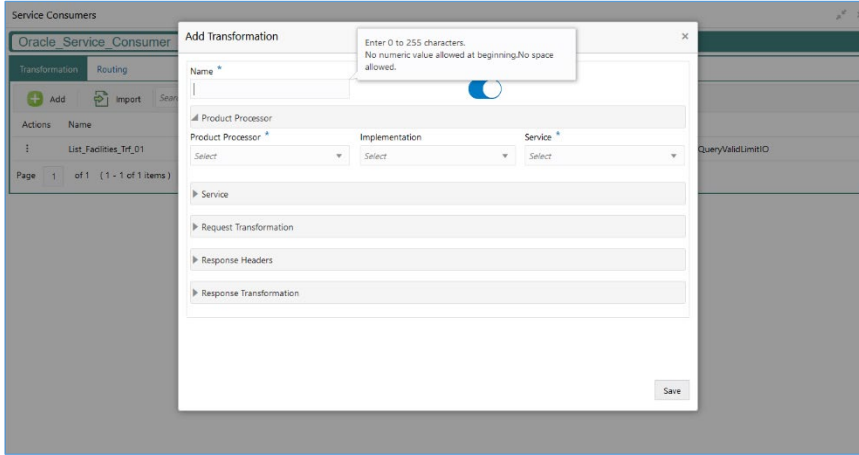 Service Consumers
Oracle_Service_Consumer
Add Transformation
Enter 0 to 255 characters.
No numeric value allowed at beginning.No space
allowed.
Transformation Routing
Name *
Add Import Sear
Product Processor
Actions Name
Product Processor * Implementation Service *
List_Facilities_Trf_01
Select Select Select
QueryValidLimitIO
Page 1 of 1 ( 1 - 1 of 1 items )
Service
Request Transformation
Response Headers
Response Transformation
Save